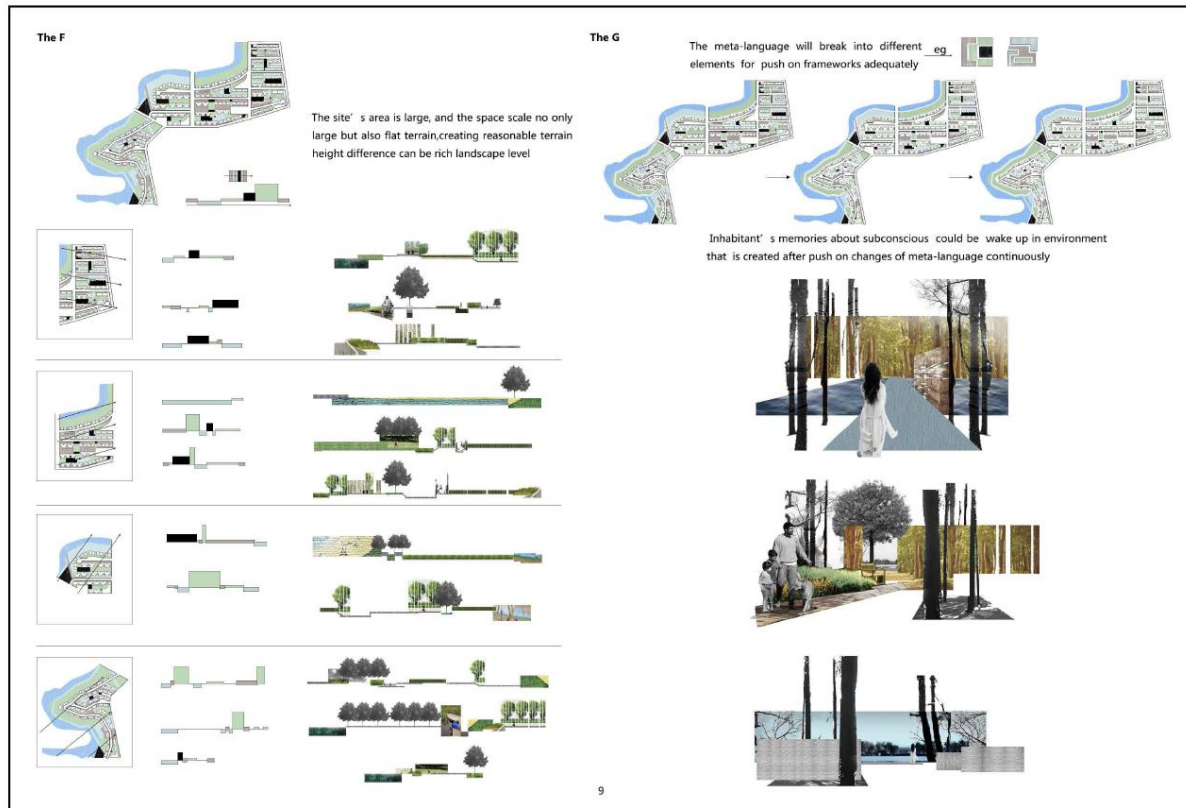 The F
The site' s area is large, and the space scale no only
large but also flat terrain,creating reasonable terrain
height difference can be rich landscape level
The G
The meta-language will break into different
elements for push on frameworks adequately
eg
Inhabitant' s memories about subconscious could be wake up in environment
that is created after push on changes of meta-language continuously
9